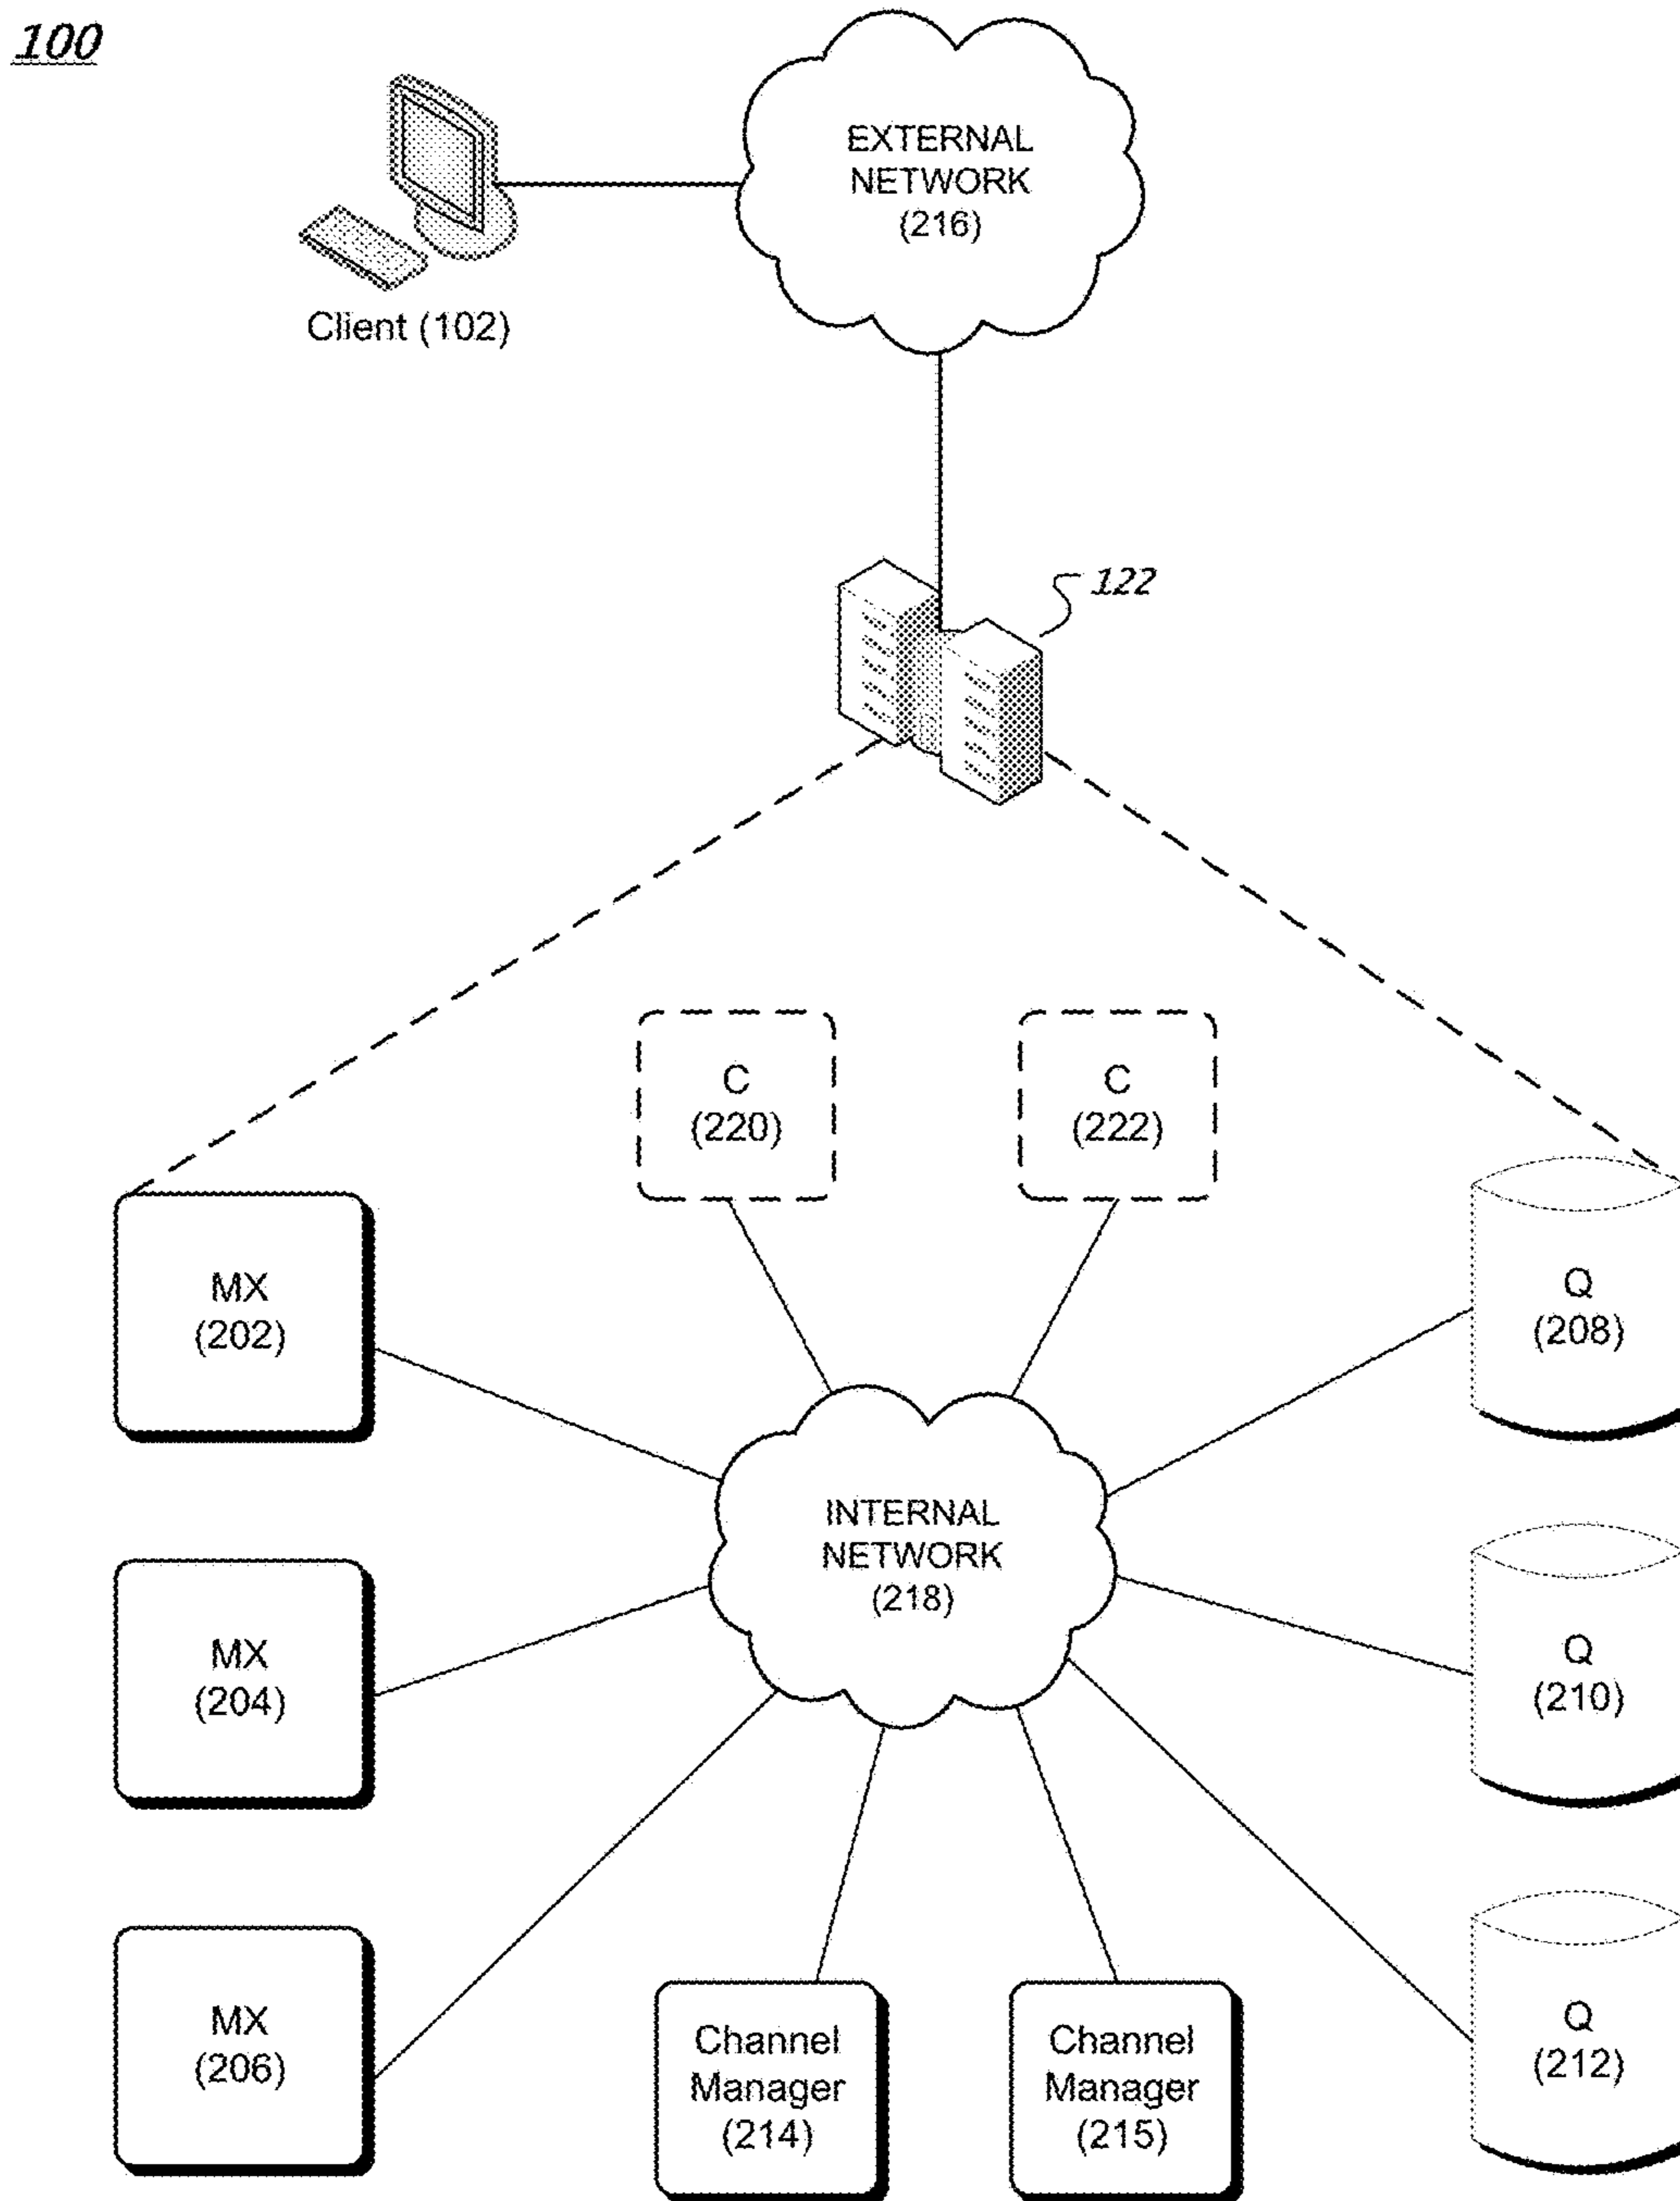 100
EXTERNAL
NETWORK
(216)
Client (102)
122
C
(220)
C
(222)
MX
(202)
Q
(208)
INTERNAL
NETWORK
(218)
MX
(204)
Q
(210)
MX
(206)
Channel
Manager
(214)
Channel
Manager
(215)
Q
(212)